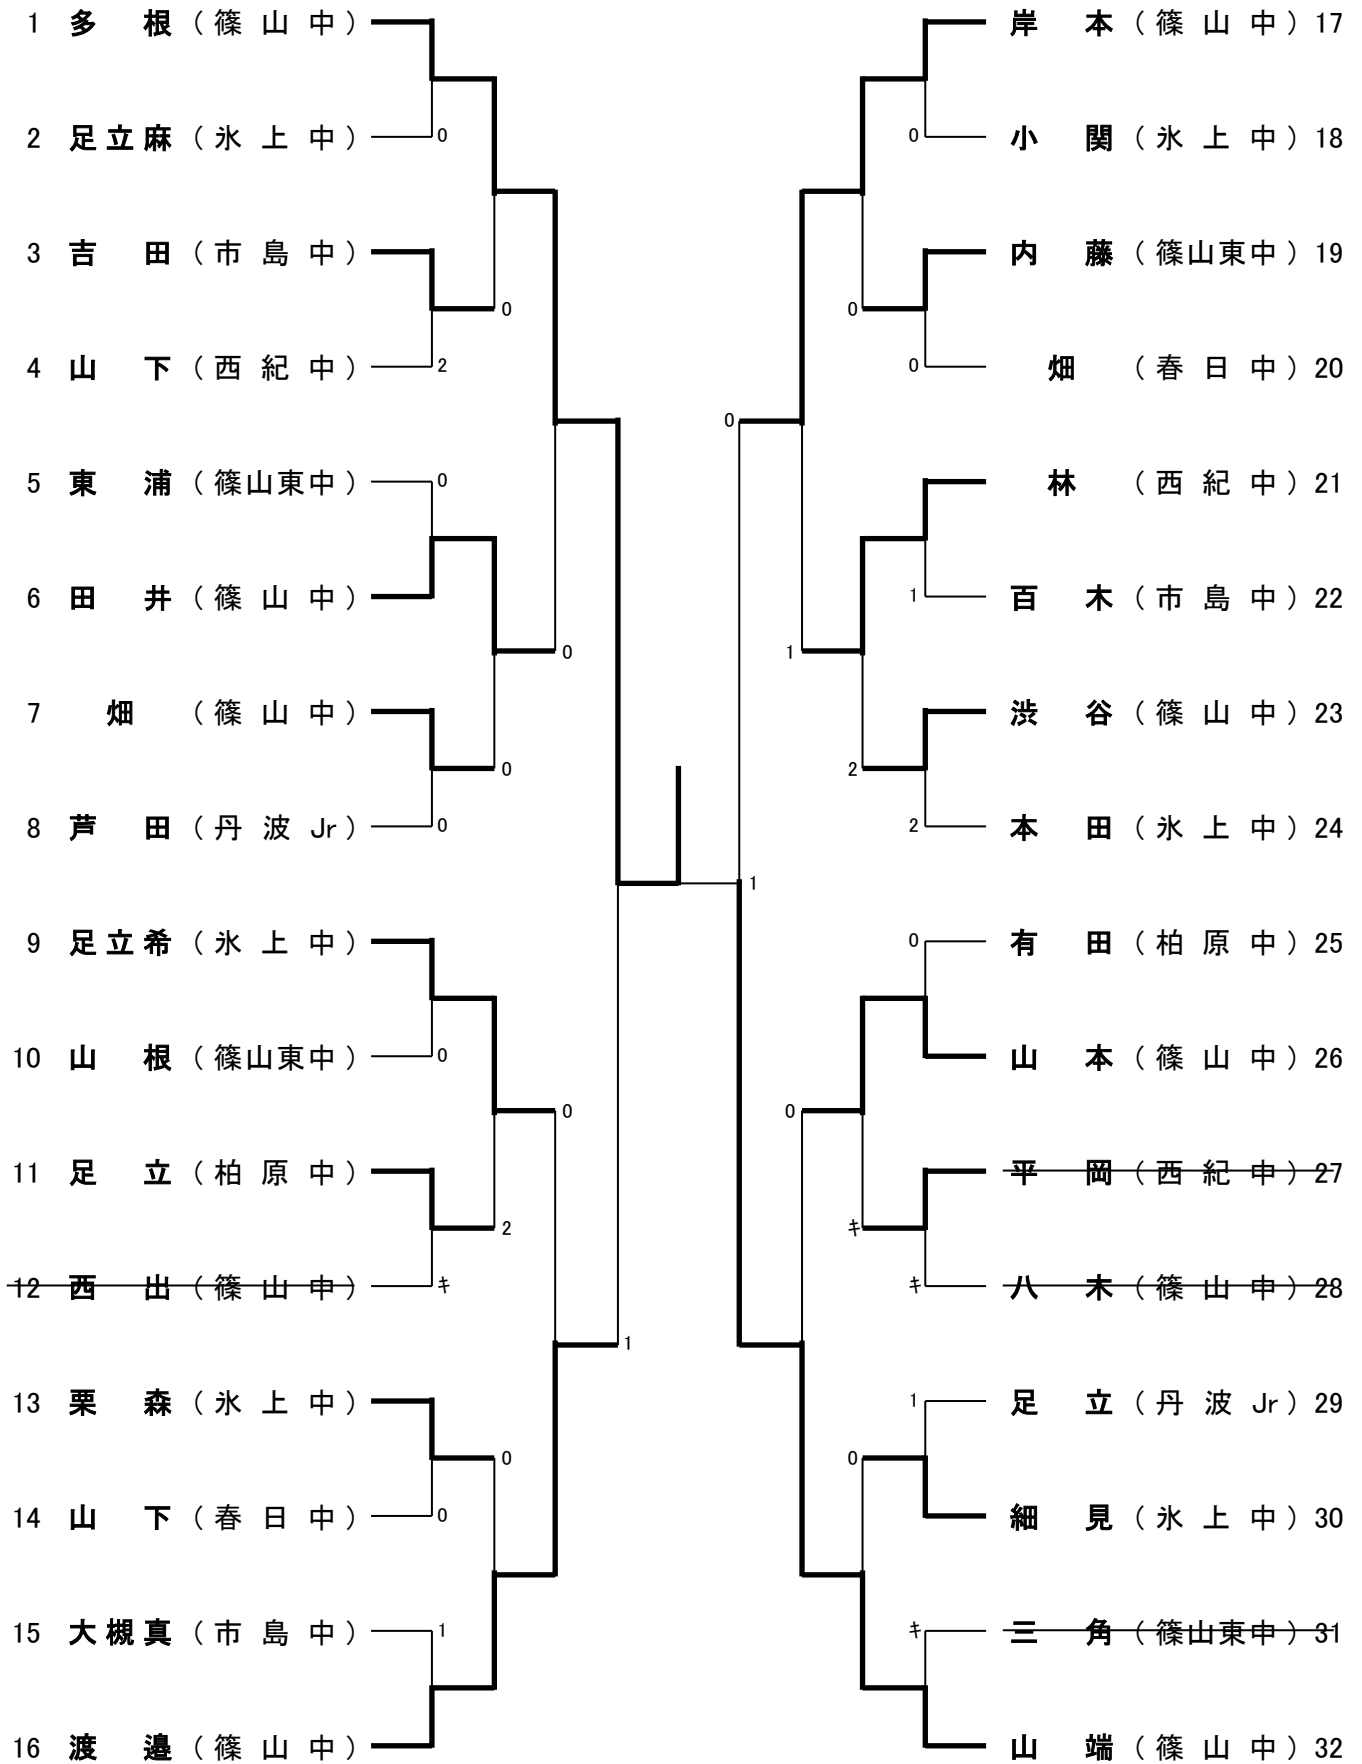 1 多 根 （ 篠 山 中 ）
2 足立麻 （ 氷 上 中 ） 0
3 吉 田 （ 市 島 中 ）
0
4 山 下 （ 西 紀 中 ） 2
5 東 浦 （ 篠山東中 ） 0
6 田 井 （ 篠 山 中 ）
0
7 畑 （ 篠 山 中 ）
0
8 芦 田 （ 丹 波 Jr ） 0
9 足立希 （ 氷 上 中 ）
10 山 根 （ 篠山東中 ） 0
0
11 足 立 （ 柏 原 中 ）
2
12 西 出 （ 篠 山 中 ） キ
1
13 栗 森 （ 氷 上 中 ）
0
14 山 下 （ 春 日 中 ） 0
15 大槻真 （ 市 島 中 ） 1
16 渡 邉 （ 篠 山 中 ）
岸 本 （ 篠 山 中 ） 17
0 小 関 （ 氷 上 中 ） 18
内 藤 （ 篠山東中 ） 19
0
0 畑 （ 春 日 中 ） 20
0
林 （ 西 紀 中 ） 21
1 百 木 （ 市 島 中 ） 22
1
渋 谷 （ 篠 山 中 ） 23
2
2 本 田 （ 氷 上 中 ） 24
1
0 有 田 （ 柏 原 中 ） 25
山 本 （ 篠 山 中 ） 26
0
平 岡 （ 西 紀 中 ） 27
キ
キ 八 木 （ 篠 山 中 ） 28
1 足 立 （ 丹 波 Jr ） 29
0
細 見 （ 氷 上 中 ） 30
キ 三 角 （ 篠山東中 ） 31
山 端 （ 篠 山 中 ） 32